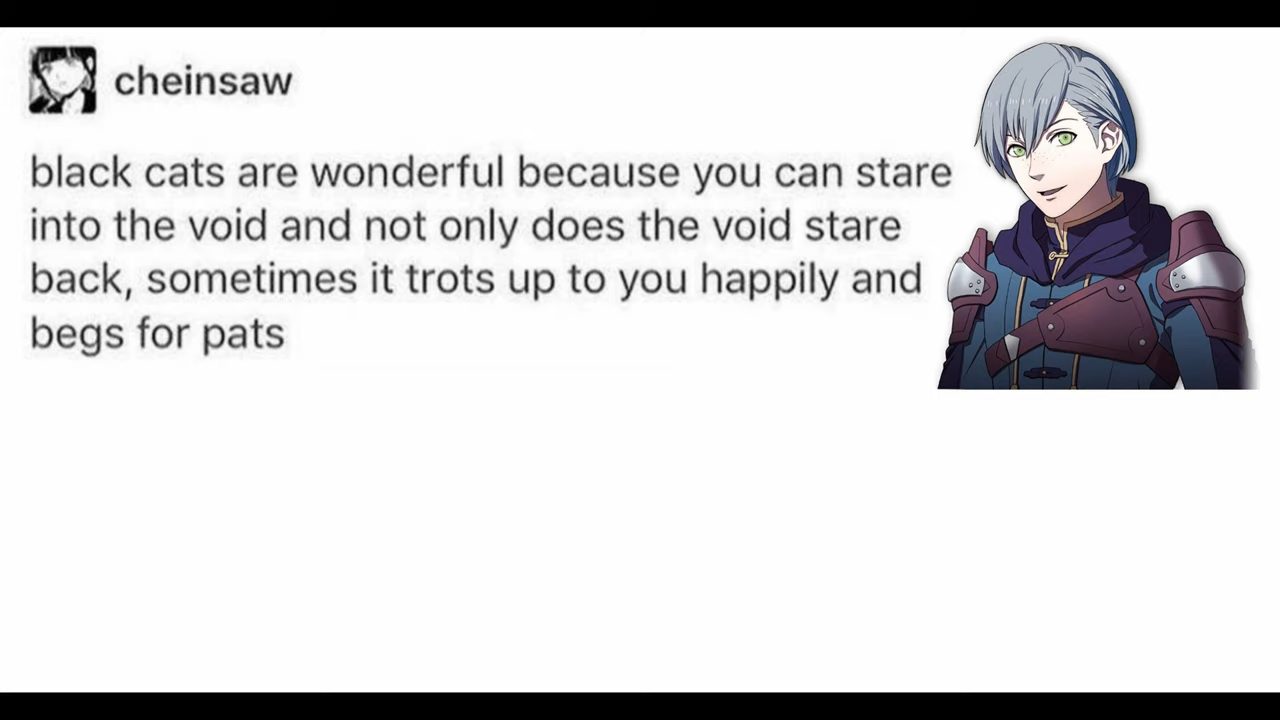 cheinsaw
black cats are wonderful because you can stare
into the void and not only does the void stare
back, sometimes it trots up to you happily and
begs for pats